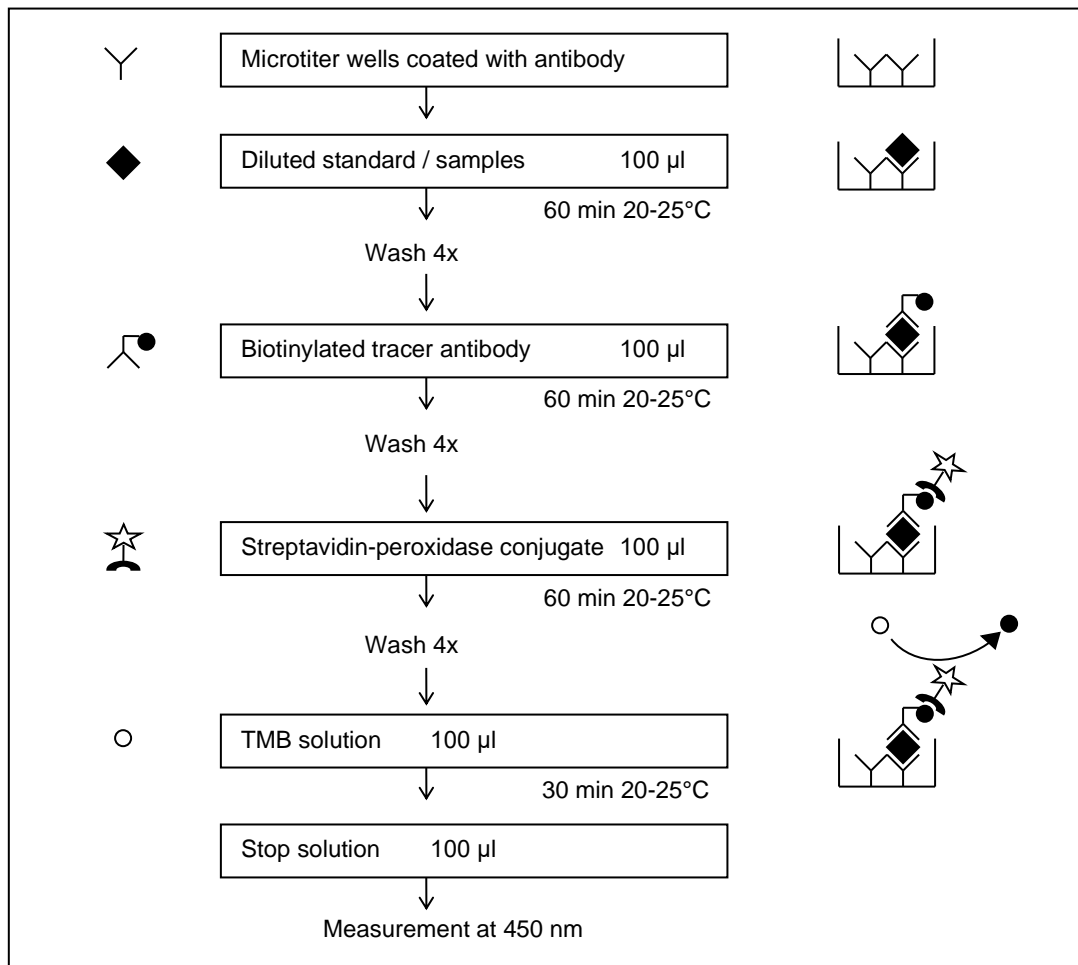 Microtiter wells coated with antibody
Diluted standard / samples 100 µl
60 min 20-25°C
Wash 4x
Biotinylated tracer antibody 100 µl
60 min 20-25°C
Wash 4x
Streptavidin-peroxidase conjugate 100 µl
60 min 20-25°C
Wash 4x
TMB solution 100 µl
30 min 20-25°C
Stop solution 100 µl
Measurement at 450 nm